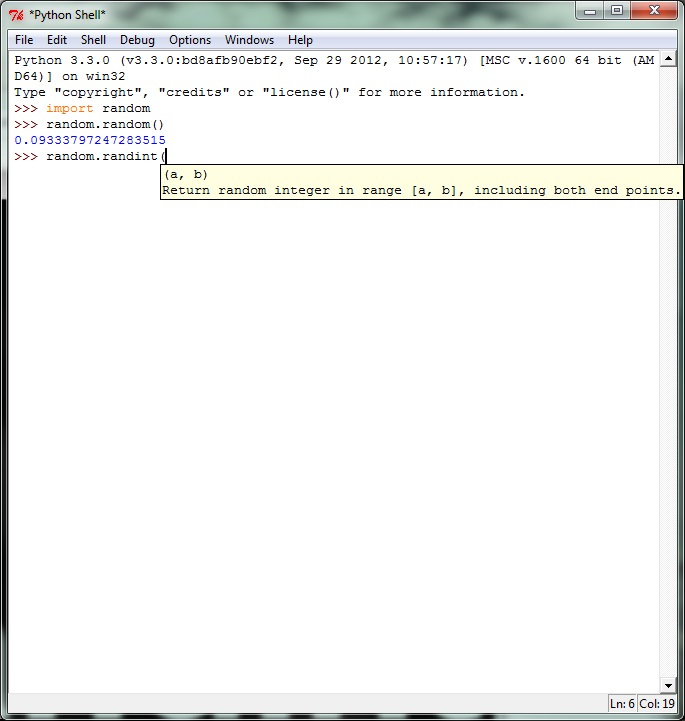 *Python Shell*
File Edit Shell Debug Options Windows Help
Python 3.3.0 (v3.3.0:bd8afb90ebf2, Sep 29 2012, 10:57:17) [MSC v.1600 64 bit (AM
D64)] on win32
Type "copyright", "credits" or "license()" for more information.
>>> import random
>>> random.random()
0.09333797247283515
>>> random.randint(
(a, b)
Return random integer in range [a, b], including both end points.
Ln: 6 Col: 19